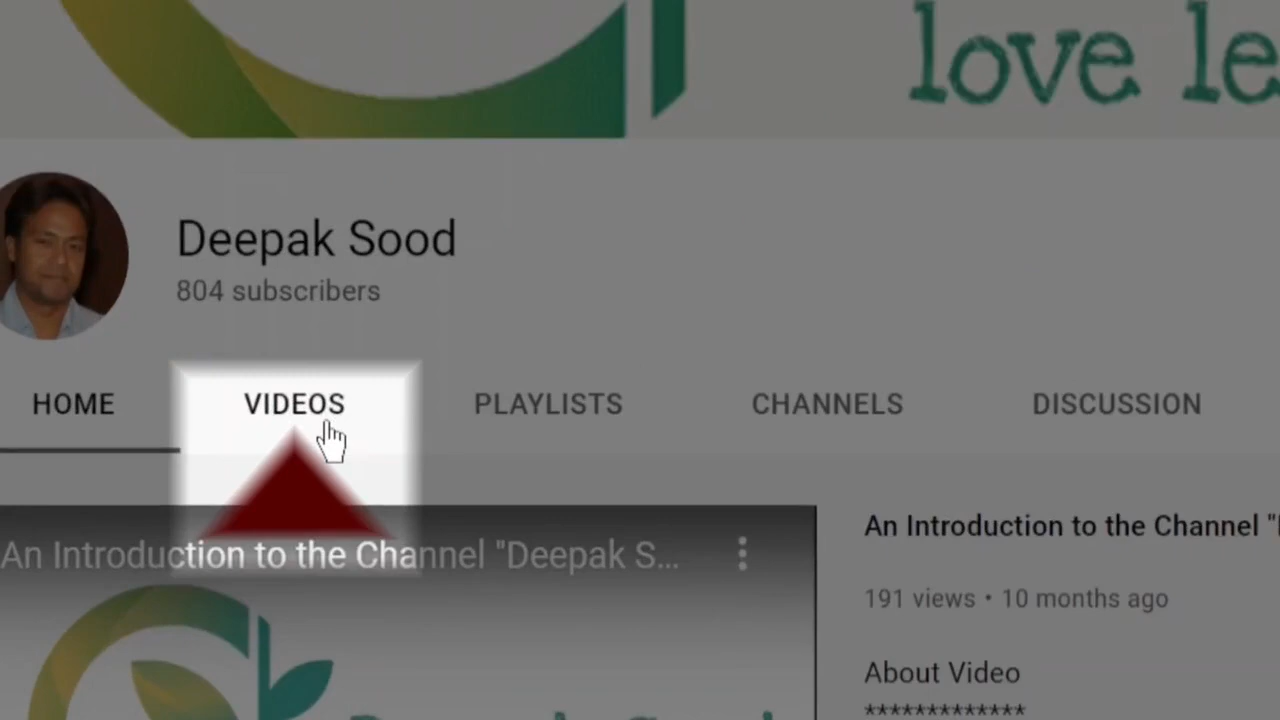 love le
Deepak Sood
804 subscribers
HOME VIDEOS PLAYLISTS CHANNELS DISCUSSION
An Introduction to the Channel "Deepak S...
An Introduction to the Channel "
191 views • 10 months ago
About Video
*************